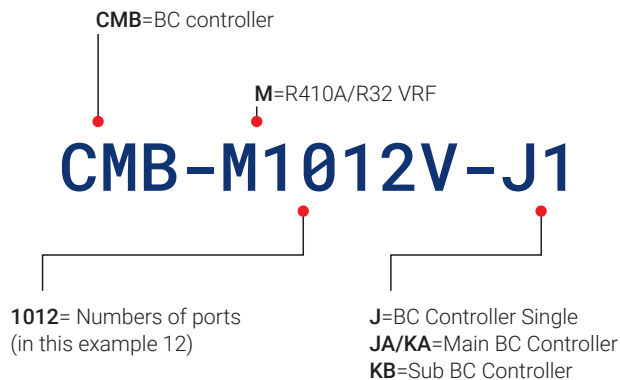 CMB=BC controller
M=R410A/R32 VRF
CMB-M1012V-J1
1012= Numbers of ports
(in this example 12)
J=BC Controller Single
JA/KA=Main BC Controller
KB=Sub BC Controller